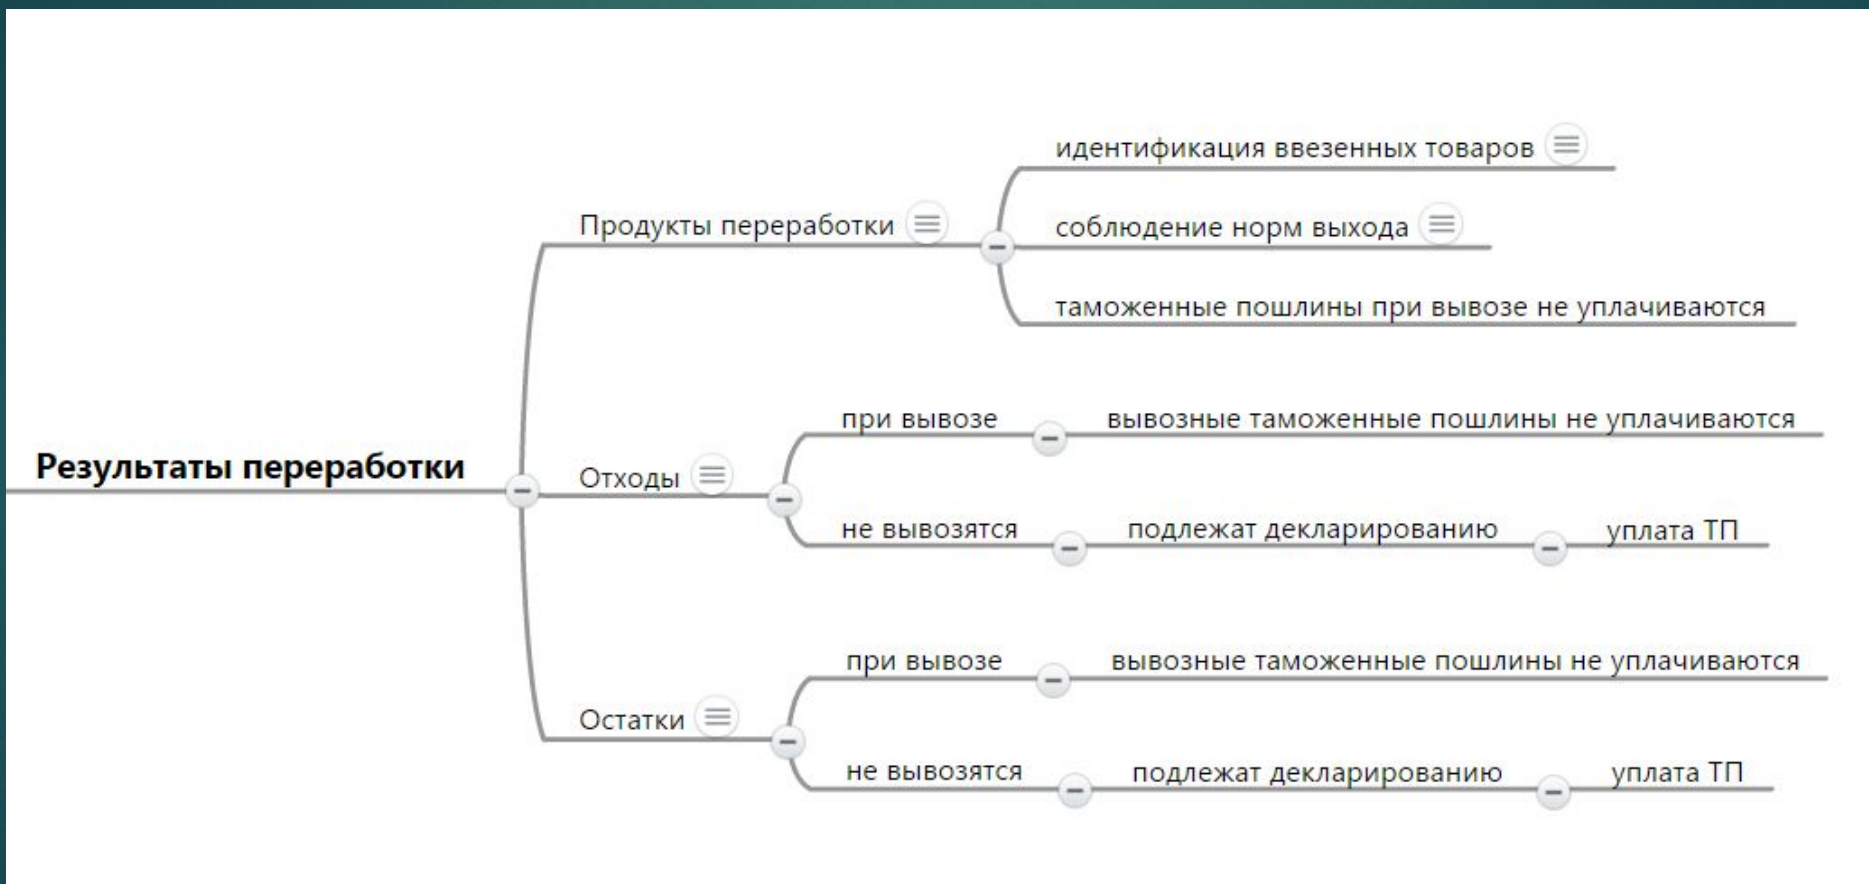 Результаты переработки
Продукты переработки
идентификация ввезенных товаров
соблюдение норм выхода
таможенные пошлины при вывозе не уплачиваются
Отходы
при вывозе
вывозные таможенные пошлины не уплачиваются
не вывозятся
подлежат декларированию
уплата ТП
Остатки
при вывозе
вывозные таможенные пошлины не уплачиваются
не вывозятся
подлежат декларированию
уплата ТП